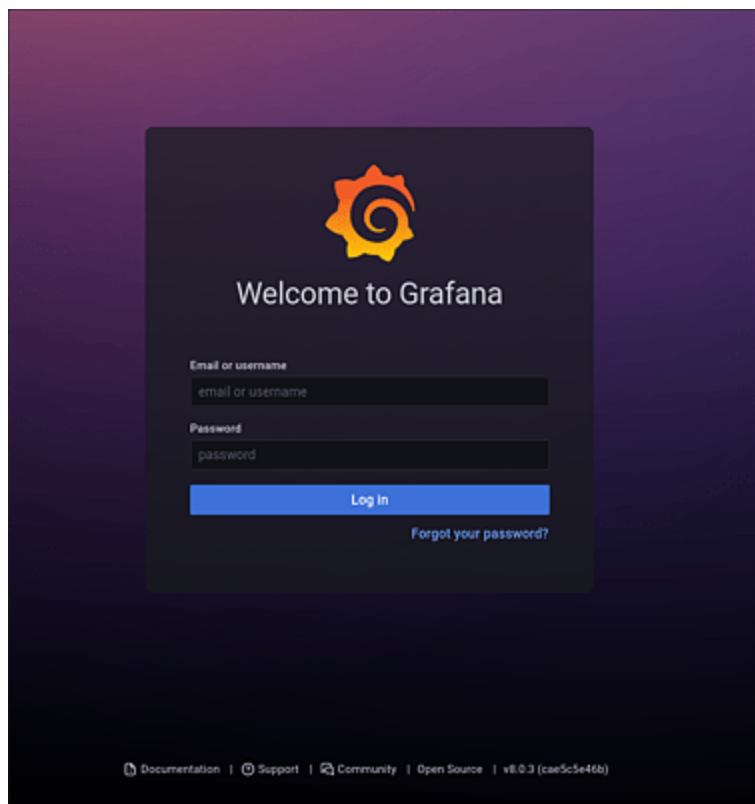 Welcome to Grafana
Email or username
email or username
Password
password
Log in
Forgot your password?
Documentation | Support | Community | Open Source | v8.0.3 (cae5c5e46b)